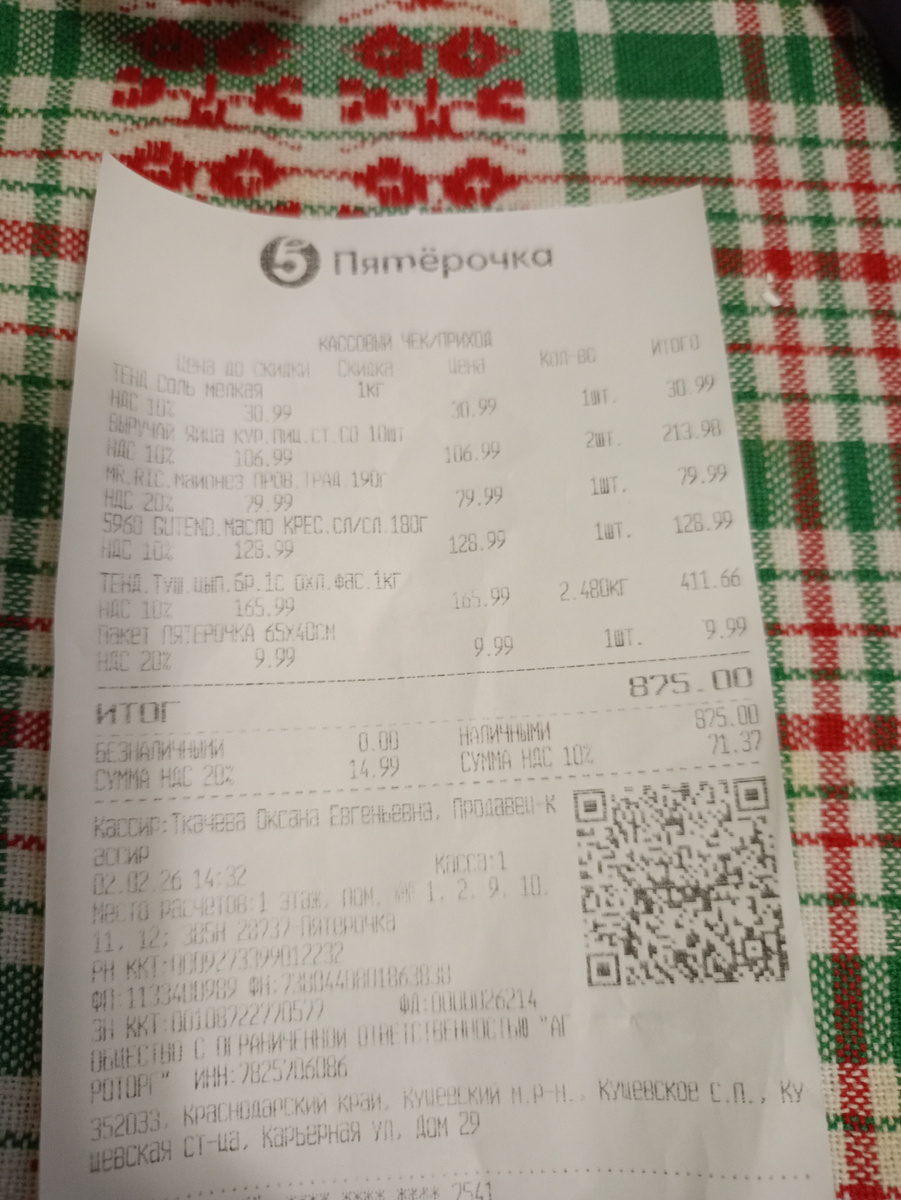 5 Пятёрочка
КАССОВЫЙ ЧЕК/ПРИХОД
Цена до скидки Скидка Цена Кол-во Итого
ТЕНД.Соль мелкая 1кг
НДС 10% 30.99 30.99 1шт. 30.99
ВЫРУЧАЙ Яйца КУР.ПИЩ.СТ.СО 10шт
НДС 10% 106.99 106.99 2шт. 213.98
MR.RIC.Майонез ПРОВ.ТРАД.190г
НДС 20% 79.99 79.99 1шт. 79.99
5960 GUTEND.Масло КРЕС.СЛ/СЛ.180г
НДС 10% 128.99 128.99 1шт. 128.99
ТЕНД.Туш.цып.бр.1с охл.фас.1кг
НДС 10% 165.99 165.99 2.480кг 411.66
Пакет ПЯТЕРОЧКА 65х40см
НДС 20% 9.99 9.99 1шт. 9.99
ИТОГ 875.00
БЕЗНАЛИЧНЫМИ 0.00 НАЛИЧНЫМИ 875.00
СУММА НДС 20% 14.99 СУММА НДС 10% 71.37
Кассир:Ткачева Оксана Евгеньевна, Продавец-К
ассир
02.02.26 14:32 Касса:1
Место расчетов:1 этаж, пом. №№ 1, 2, 9, 10,
11, 12; 385Н 28737-Пятерочка
РН ККТ:0009273399012232
ФП:1133400989 ФН:7380440801863838
ЗН ККТ:00108722770577 ФД:0000026214
ОБЩЕСТВО С ОГРАНИЧЕННОЙ ОТВЕТСТВЕННОСТЬЮ "АГ
РОТОРГ" ИНН:7825706086
352033, Краснодарский край, Кущевский м.р-н., Кущевское с.п., Ку
щевская ст-ца, Карьерная ул, Дом 29
**** **** 2541